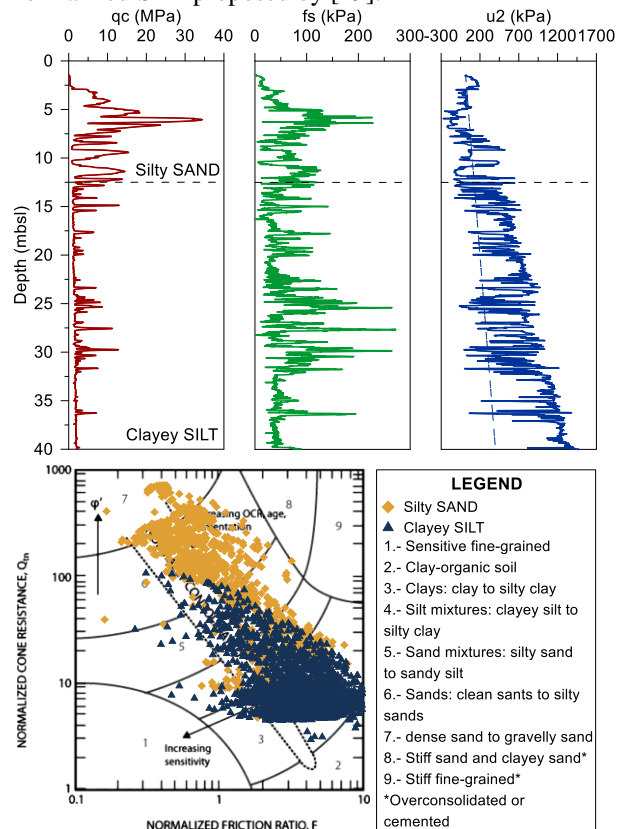 qc (MPa) fs (kPa) u2 (kPa)
0 10 20 30 40 0 100 200 300 -300 200 700 1200 1700
0
5
10
15
20
25
30
35
40
Depth (mbsl)
Silty SAND
Clayey SILT
1000
100
10
1
0.1 1 10
NORMALIZED CONE RESISTANCE, Qtn
NORMALIZED FRICTION RATIO, F
φ'
7
8
9
5
1
3
2
Increasing
sensitivity
LEGEND
Silty SAND
Clayey SILT
1.- Sensitive fine-grained
2.- Clay-organic soil
3.- Clays: clay to silty clay
4.- Silt mixtures: clayey silt to
silty clay
5.- Sand mixtures: silty sand
to sandy silt
6.- Sands: clean sants to silty
sands
7.- dense sand to gravelly sand
8.- Stiff sand and clayey sand*
9.- Stiff fine-grained*
*Overconsolidated or
cemented